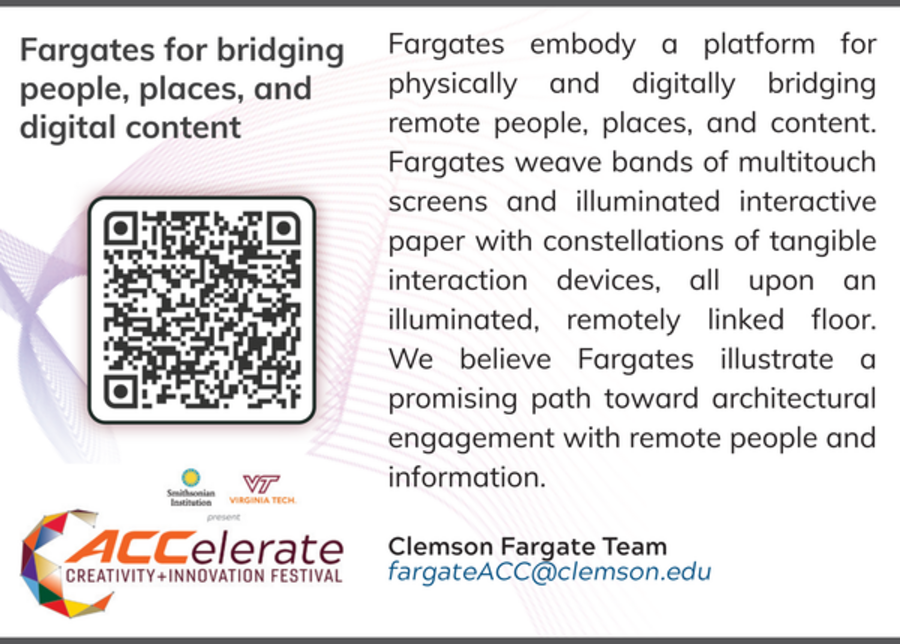 Fargates for bridging
people, places, and
digital content
Fargates embody a platform for
physically and digitally bridging
remote people, places, and content.
Fargates weave bands of multitouch
screens and illuminated interactive
paper with constellations of tangible
interaction devices, all upon an
illuminated, remotely linked floor.
We believe Fargates illustrate a
promising path toward architectural
engagement with remote people and
information.
Clemson Fargate Team
fargateACC@clemson.edu
Smithsonian
Institution
VT
VIRGINIA TECH.
present
ACCelerate
CREATIVITY+INNOVATION FESTIVAL